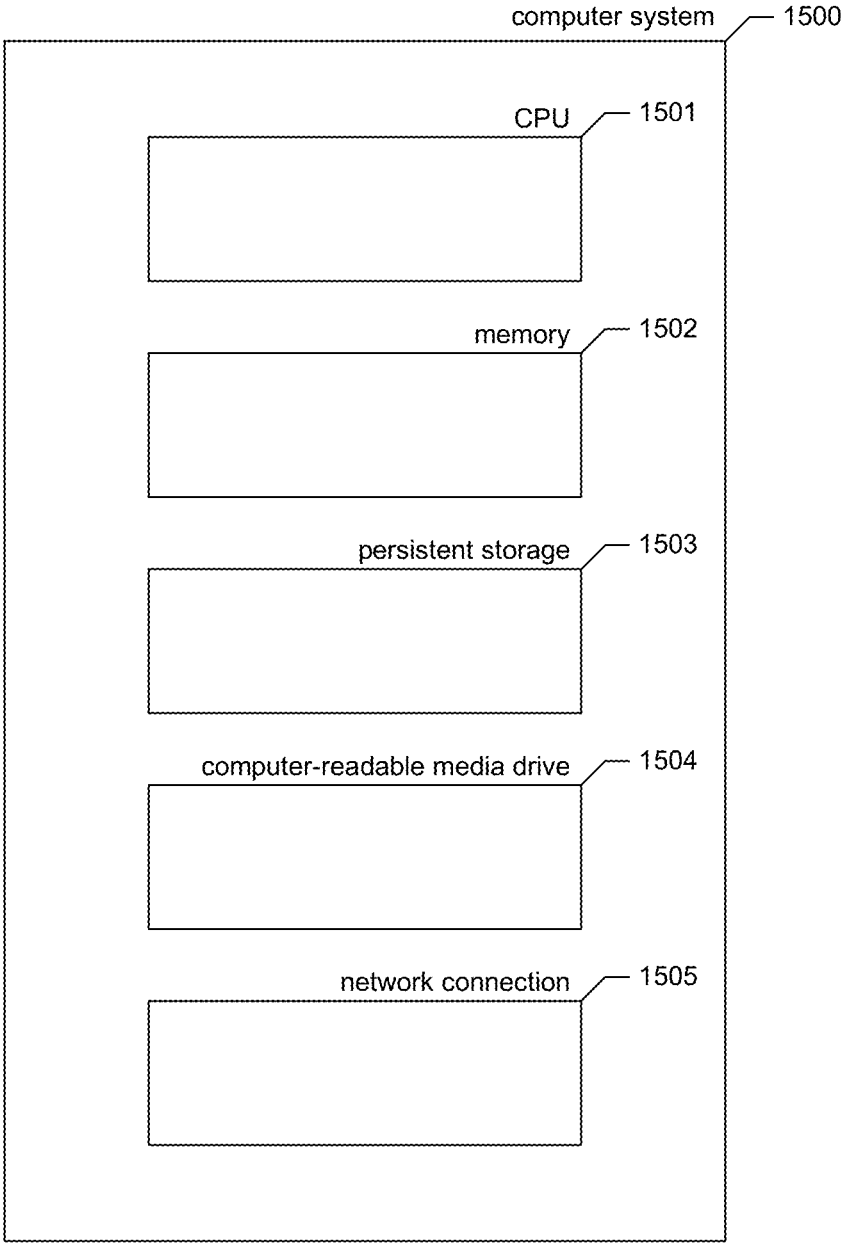 computer system 1500
CPU 1501
memory 1502
persistent storage 1503
computer-readable media drive 1504
network connection 1505